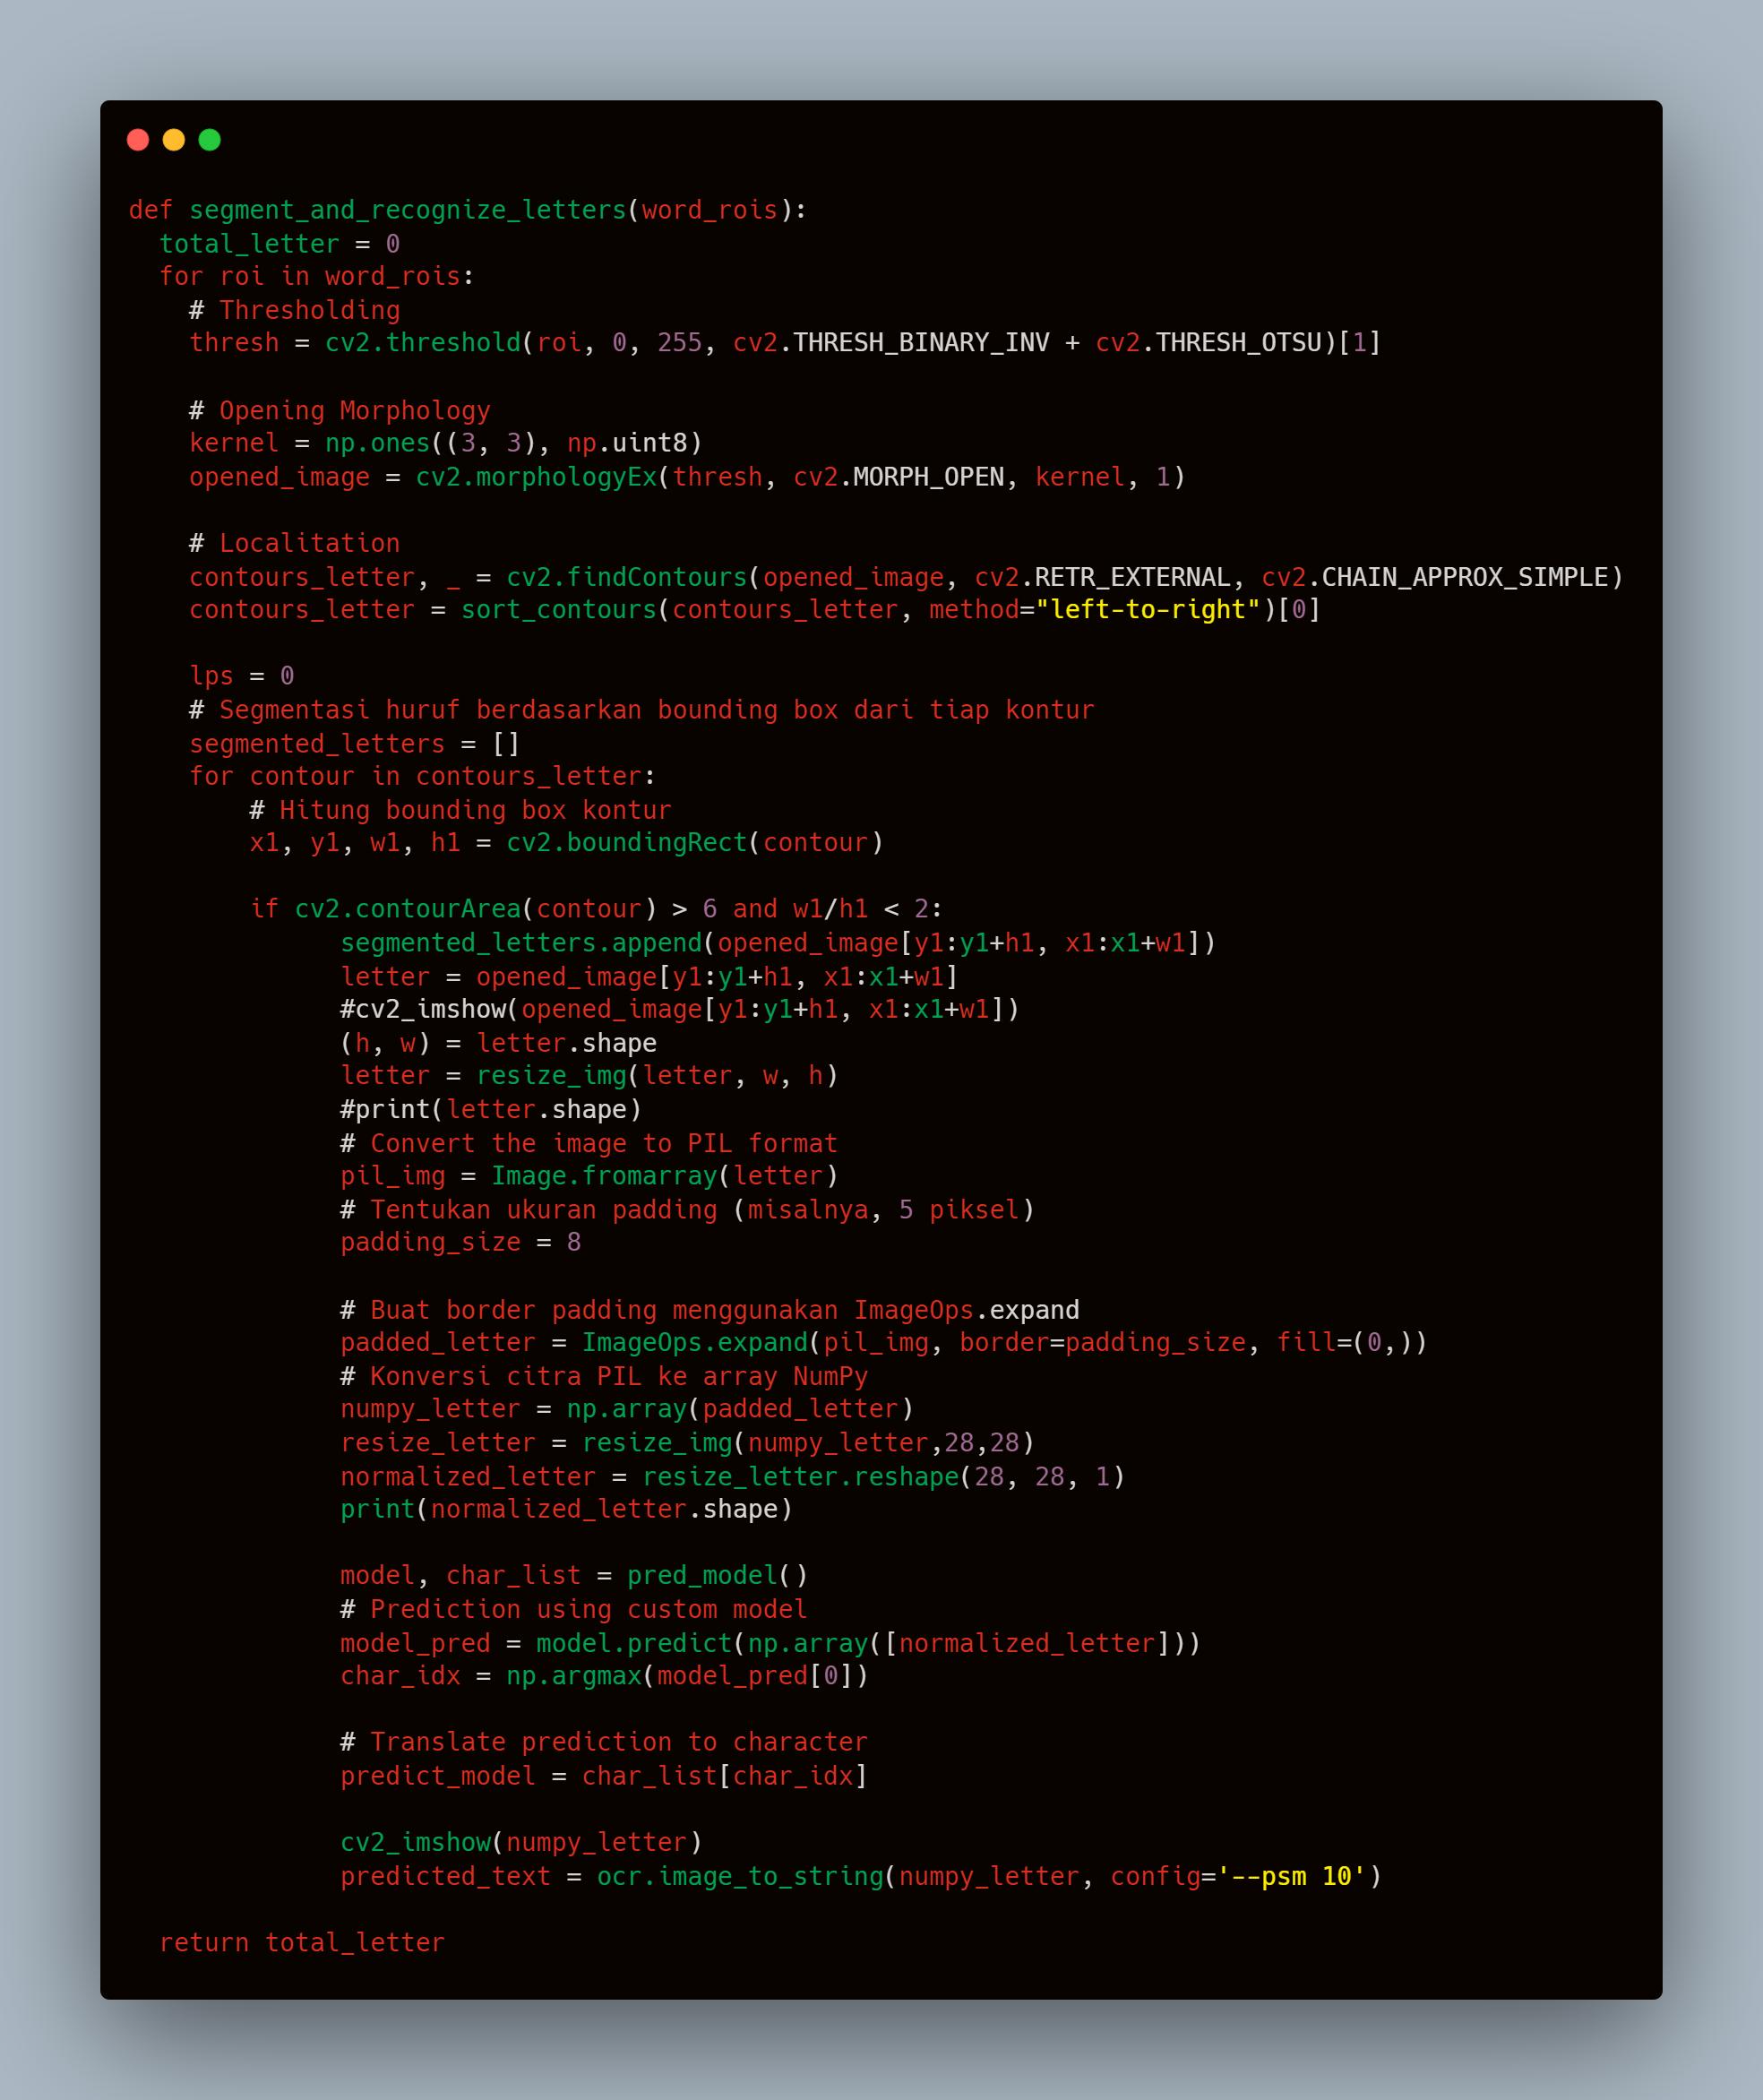 def segment_and_recognize_letters(word_rois):
  total_letter = 0
  for roi in word_rois:
    # Thresholding
    thresh = cv2.threshold(roi, 0, 255, cv2.THRESH_BINARY_INV + cv2.THRESH_OTSU)[1]

    # Opening Morphology
    kernel = np.ones((3, 3), np.uint8)
    opened_image = cv2.morphologyEx(thresh, cv2.MORPH_OPEN, kernel, 1)

    # Localitation
    contours_letter, _ = cv2.findContours(opened_image, cv2.RETR_EXTERNAL, cv2.CHAIN_APPROX_SIMPLE)
    contours_letter = sort_contours(contours_letter, method="left-to-right")[0]

    lps = 0
    # Segmentasi huruf berdasarkan bounding box dari tiap kontur
    segmented_letters = []
    for contour in contours_letter:
        # Hitung bounding box kontur
        x1, y1, w1, h1 = cv2.boundingRect(contour)

        if cv2.contourArea(contour) > 6 and w1/h1 < 2:
              segmented_letters.append(opened_image[y1:y1+h1, x1:x1+w1])
              letter = opened_image[y1:y1+h1, x1:x1+w1]
              #cv2_imshow(opened_image[y1:y1+h1, x1:x1+w1])
              (h, w) = letter.shape
              letter = resize_img(letter, w, h)
              #print(letter.shape)
              # Convert the image to PIL format
              pil_img = Image.fromarray(letter)
              # Tentukan ukuran padding (misalnya, 5 piksel)
              padding_size = 8

              # Buat border padding menggunakan ImageOps.expand
              padded_letter = ImageOps.expand(pil_img, border=padding_size, fill=(0,))
              # Konversi citra PIL ke array NumPy
              numpy_letter = np.array(padded_letter)
              resize_letter = resize_img(numpy_letter,28,28)
              normalized_letter = resize_letter.reshape(28, 28, 1)
              print(normalized_letter.shape)

              model, char_list = pred_model()
              # Prediction using custom model
              model_pred = model.predict(np.array([normalized_letter]))
              char_idx = np.argmax(model_pred[0])

              # Translate prediction to character
              predict_model = char_list[char_idx]

              cv2_imshow(numpy_letter)
              predicted_text = ocr.image_to_string(numpy_letter, config='--psm 10')

  return total_letter